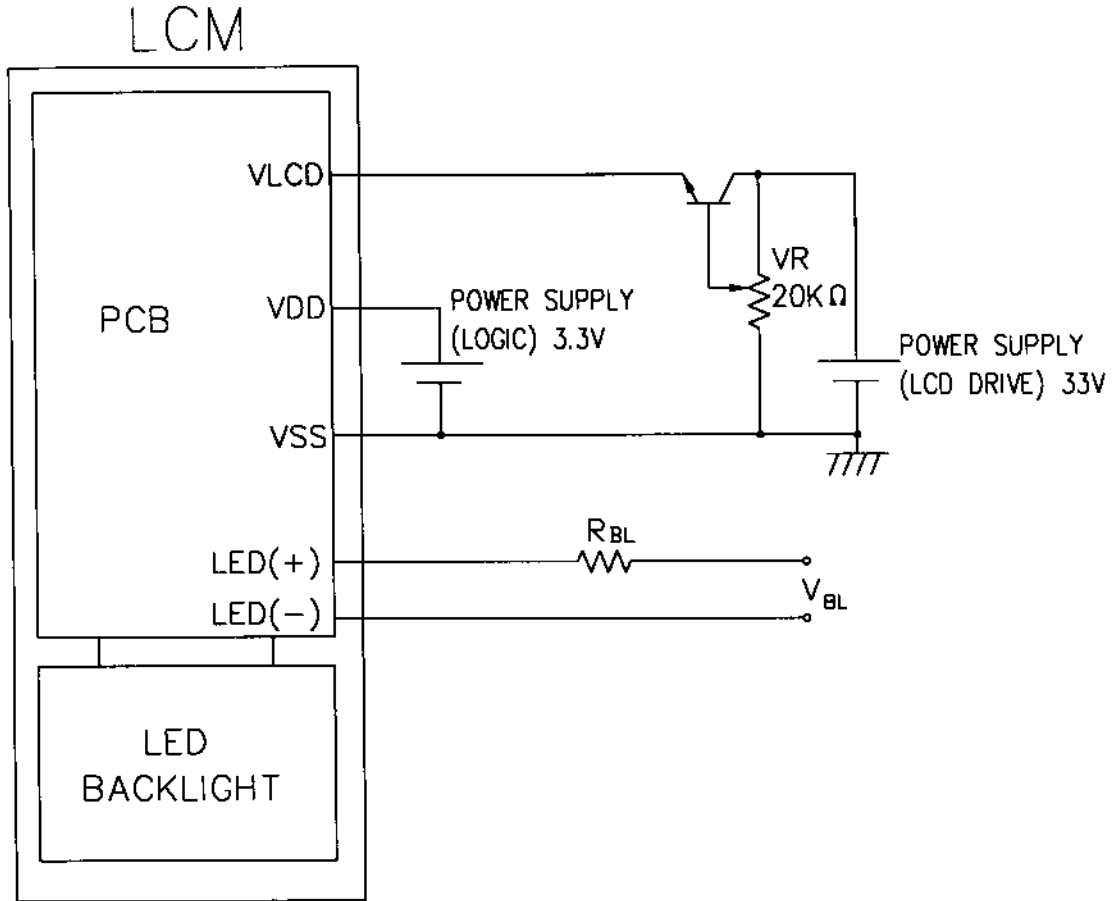 LCM
VLCD
PCB
VDD
VSS
POWER SUPPLY
(LOGIC) 3.3V
VR
20KΩ
POWER SUPPLY
(LCD DRIVE) 33V
LED(+)
LED(-)
RBL
VBL
LED
BACKLIGHT